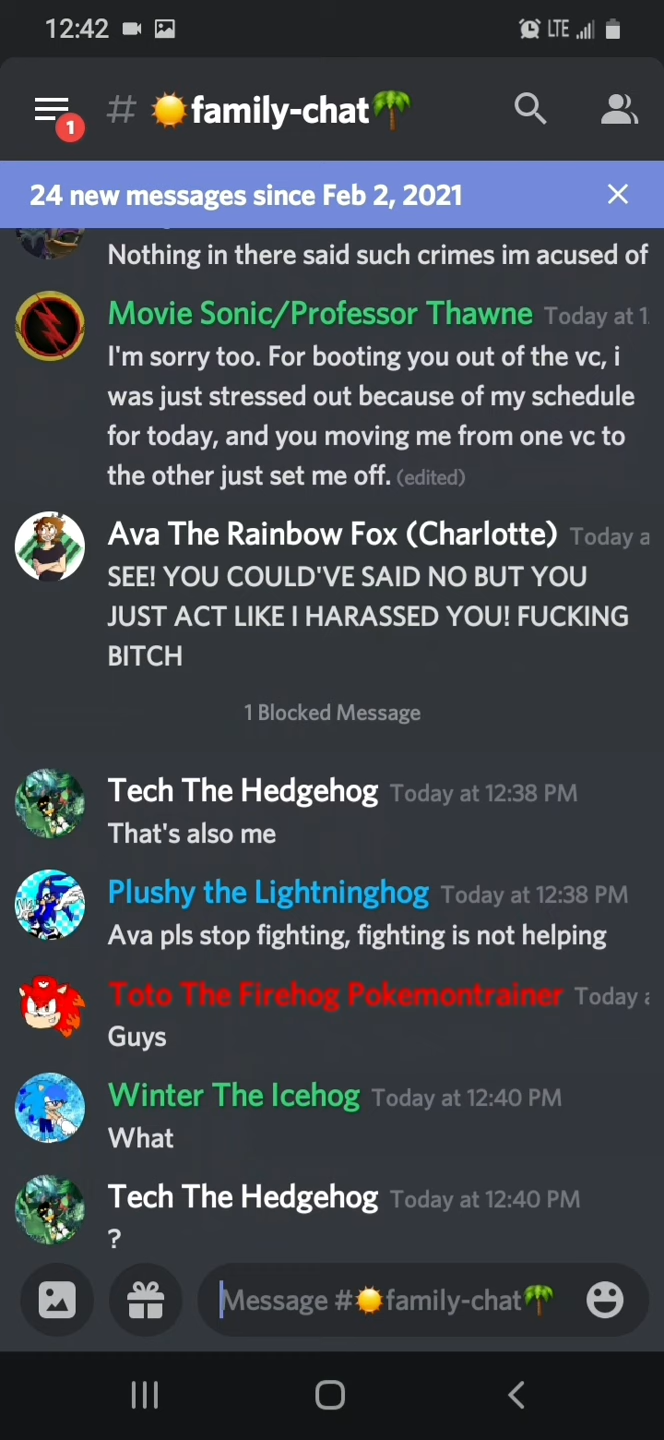 12:42 LTE
1 # ☀️family-chat🌴
24 new messages since Feb 2, 2021
Nothing in there said such crimes im acused of
Movie Sonic/Professor Thawne Today at 1
I'm sorry too. For booting you out of the vc, i
was just stressed out because of my schedule
for today, and you moving me from one vc to
the other just set me off. (edited)
Ava The Rainbow Fox (Charlotte) Today a
SEE! YOU COULD'VE SAID NO BUT YOU
JUST ACT LIKE I HARASSED YOU! FUCKING
BITCH
1 Blocked Message
Tech The Hedgehog Today at 12:38 PM
That's also me
Plushy the Lightninghog Today at 12:38 PM
Ava pls stop fighting, fighting is not helping
Toto The Firehog Pokemontrainer Today a
Guys
Winter The Icehog Today at 12:40 PM
What
Tech The Hedgehog Today at 12:40 PM
?
Message #☀️family-chat🌴